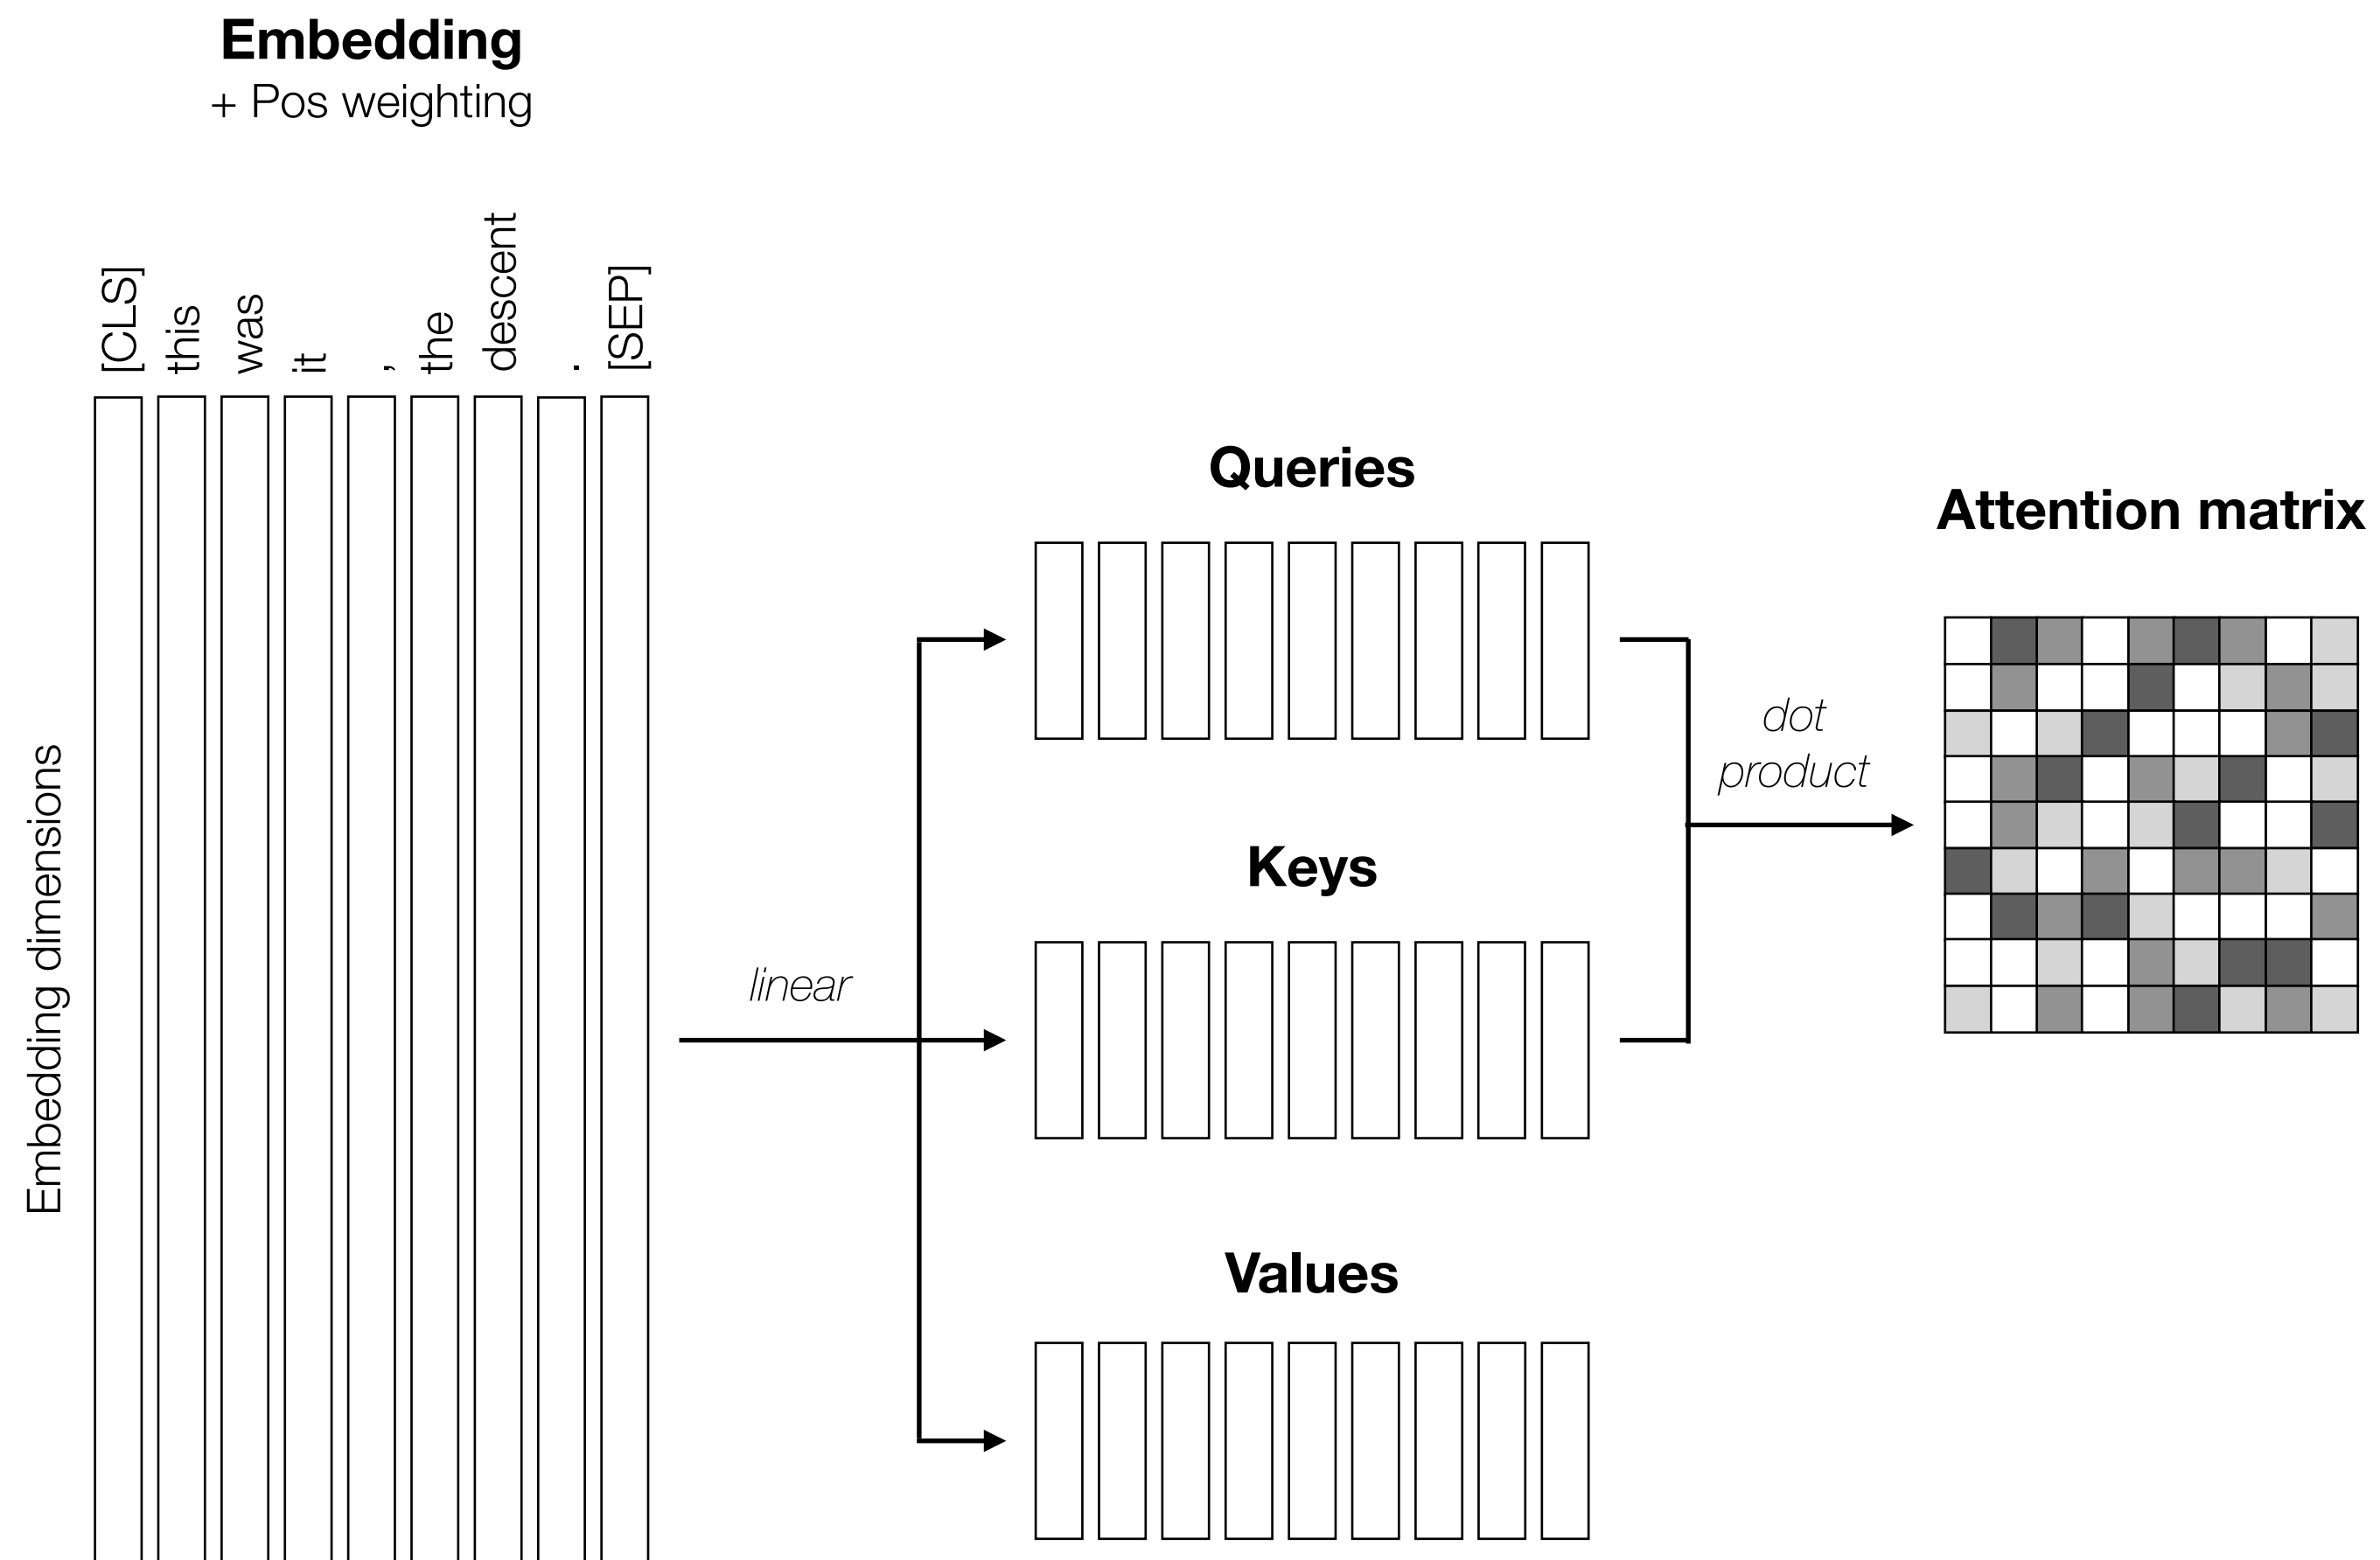 Embedding
+ Pos weighting
[CLS]
this
was
it
,
the
descent
.
[SEP]
Embedding dimensions
linear
Queries
Keys
Values
dot
product
Attention matrix